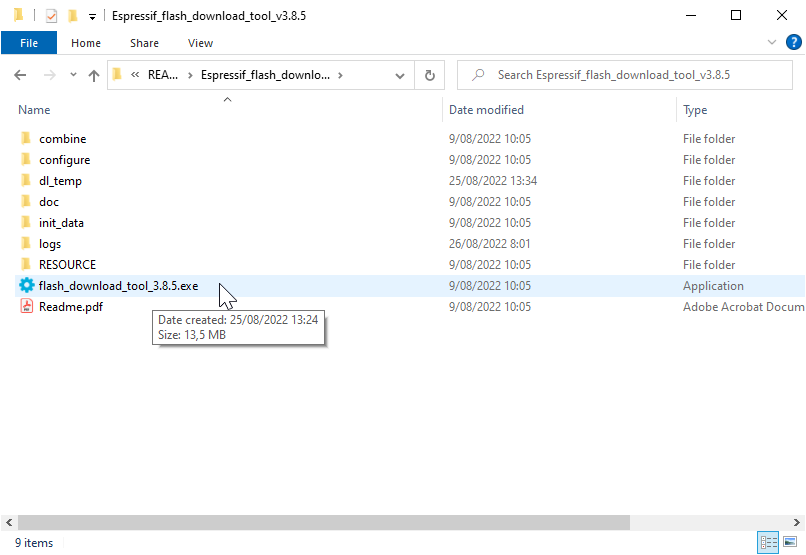 Espressif_flash_download_tool_v3.8.5
File Home Share View
« REA... > Espressif_flash_downlo... > Search Espressif_flash_download_tool_v3.8.5
Name Date modified Type
combine 9/08/2022 10:05 File folder
configure 9/08/2022 10:05 File folder
dl_temp 25/08/2022 13:34 File folder
doc 9/08/2022 10:05 File folder
init_data 9/08/2022 10:05 File folder
logs 26/08/2022 8:01 File folder
RESOURCE 9/08/2022 10:05 File folder
flash_download_tool_3.8.5.exe 9/08/2022 10:05 Application
Readme.pdf 9/08/2022 10:05 Adobe Acrobat Docum
Date created: 25/08/2022 13:24
Size: 13,5 MB
9 items